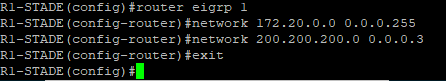 R1-STADE(config)#router eigrp 1
R1-STADE(config-router)#network 172.20.0.0 0.0.0.255
R1-STADE(config-router)#network 200.200.200.0 0.0.0.3
R1-STADE(config-router)#exit
R1-STADE(config)#